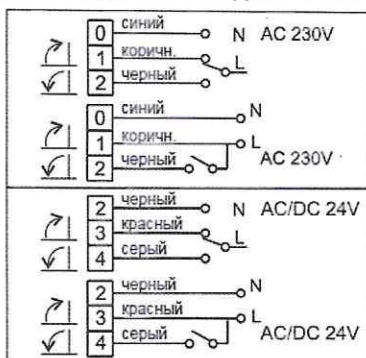 0 синий N AC 230V
1 коричн. L
2 черный
0 синий N
1 коричн. L
2 черный AC 230V
2 черный N AC/DC 24V
3 красный L
4 серый
2 черный N
3 красный L
4 серый AC/DC 24V